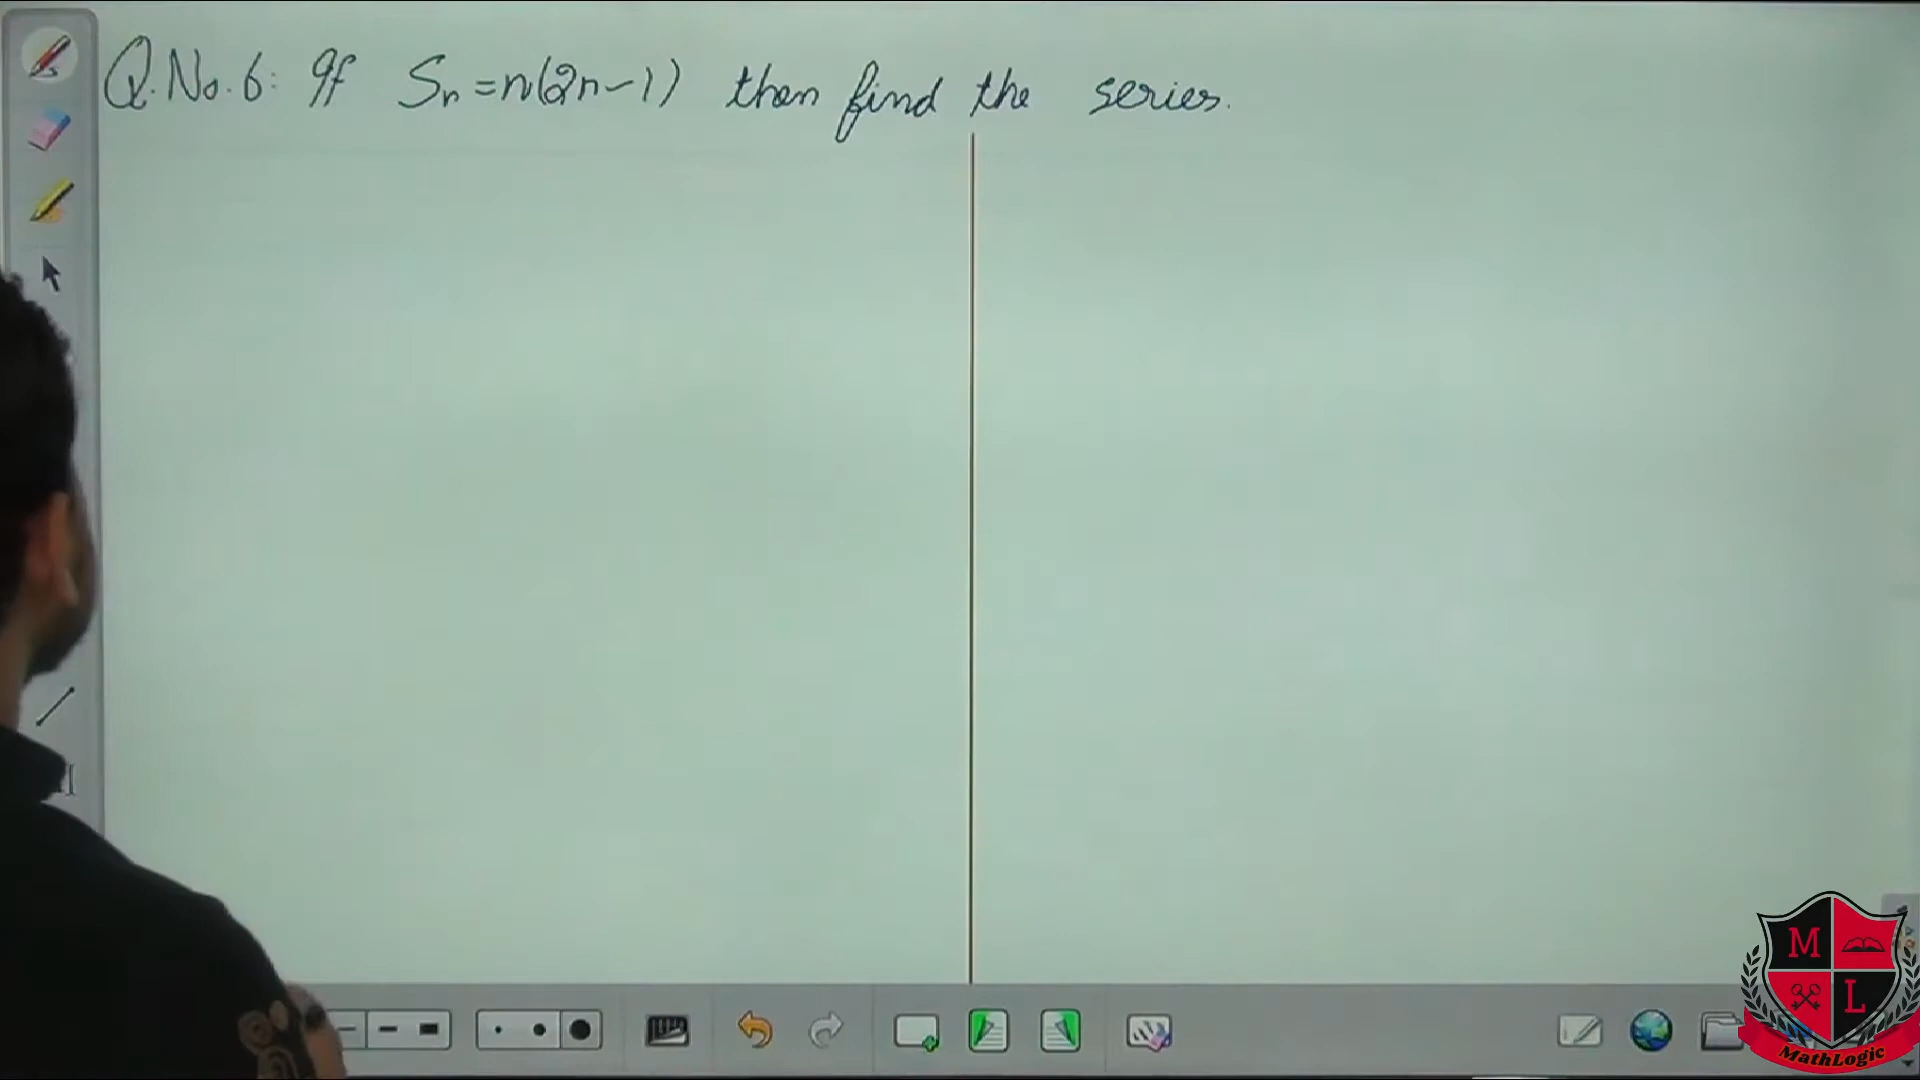 Q.No.6: If Sn = n(2n-1) then find the series.
M
L
MathLogic